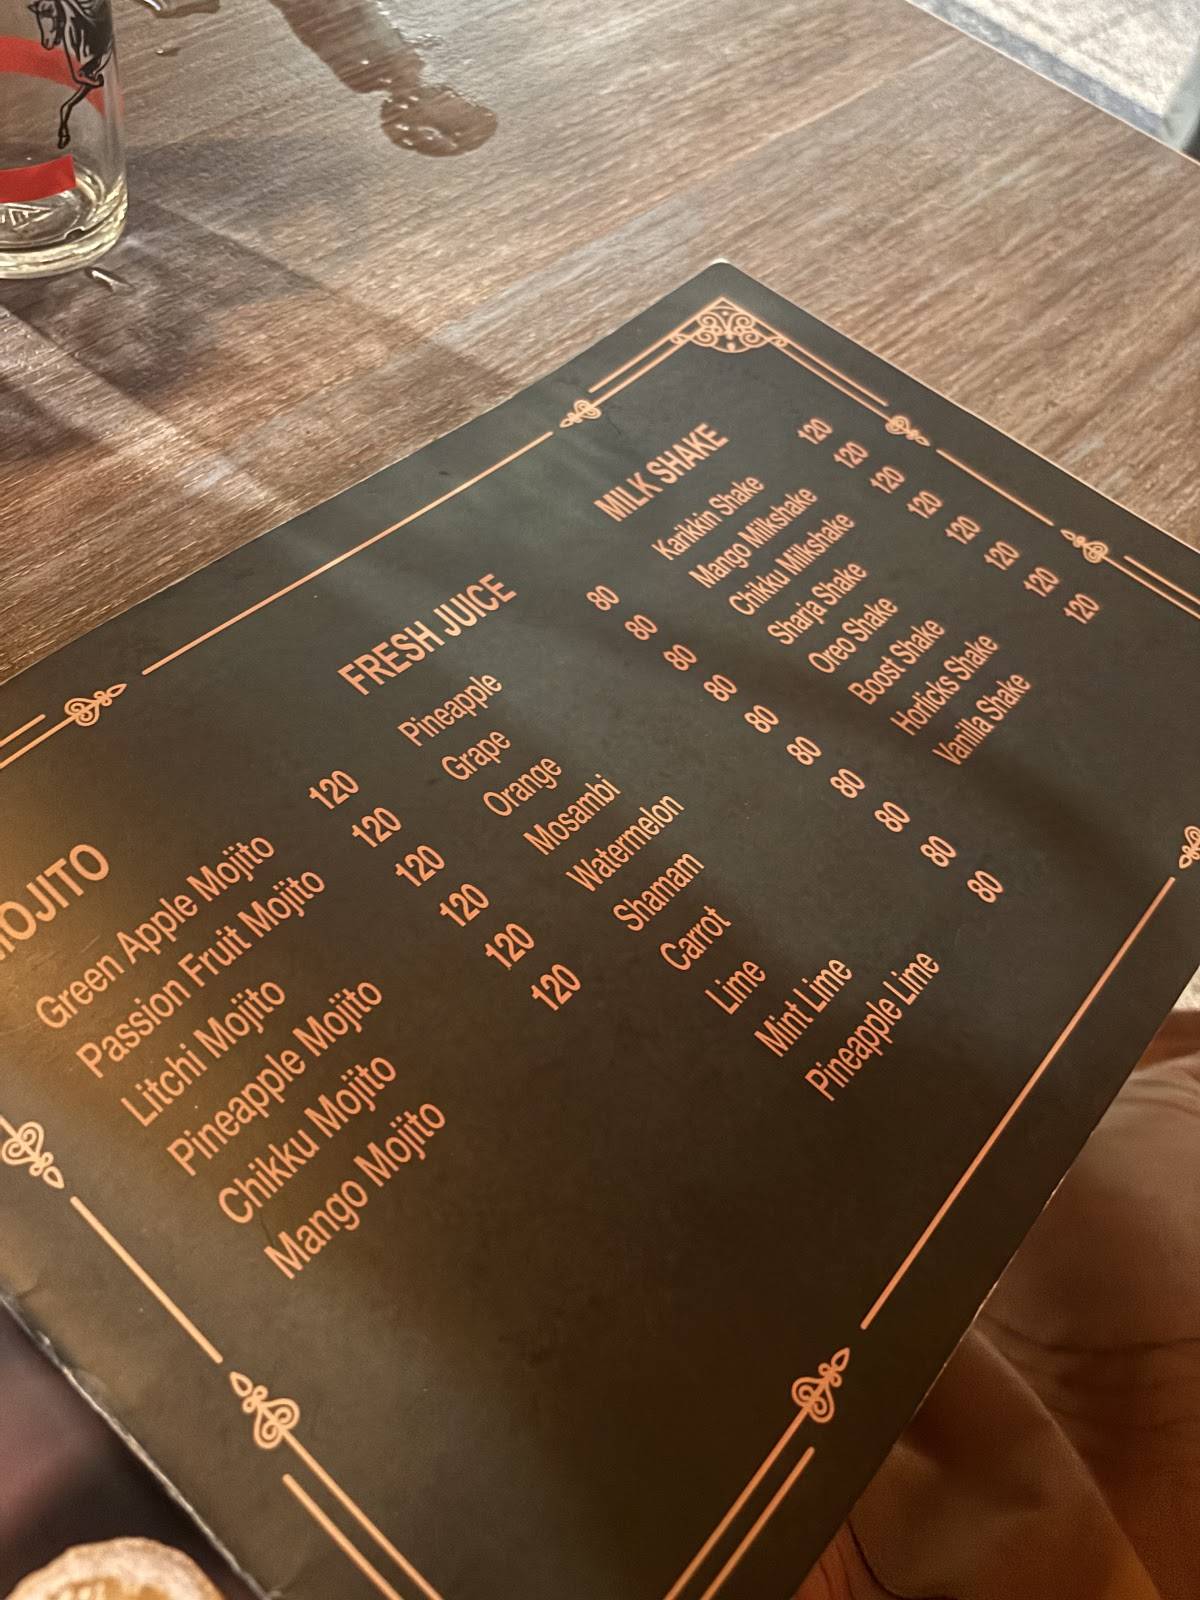 MOJITO
Green Apple Mojito 120
Passion Fruit Mojito 120
Litchi Mojito 120
Pineapple Mojito 120
Chikku Mojito 120
Mango Mojito 120
FRESH JUICE
Pineapple 80
Grape 80
Orange 80
Mosambi 80
Watermelon 80
Shamam 80
Carrot 80
Lime 80
Mint Lime 80
Pineapple Lime 80
MILK SHAKE
Karikkin Shake 120
Mango Milkshake 120
Chikku Milkshake 120
Sharja Shake 120
Oreo Shake 120
Boost Shake 120
Horlicks Shake 120
Vanilla Shake 120